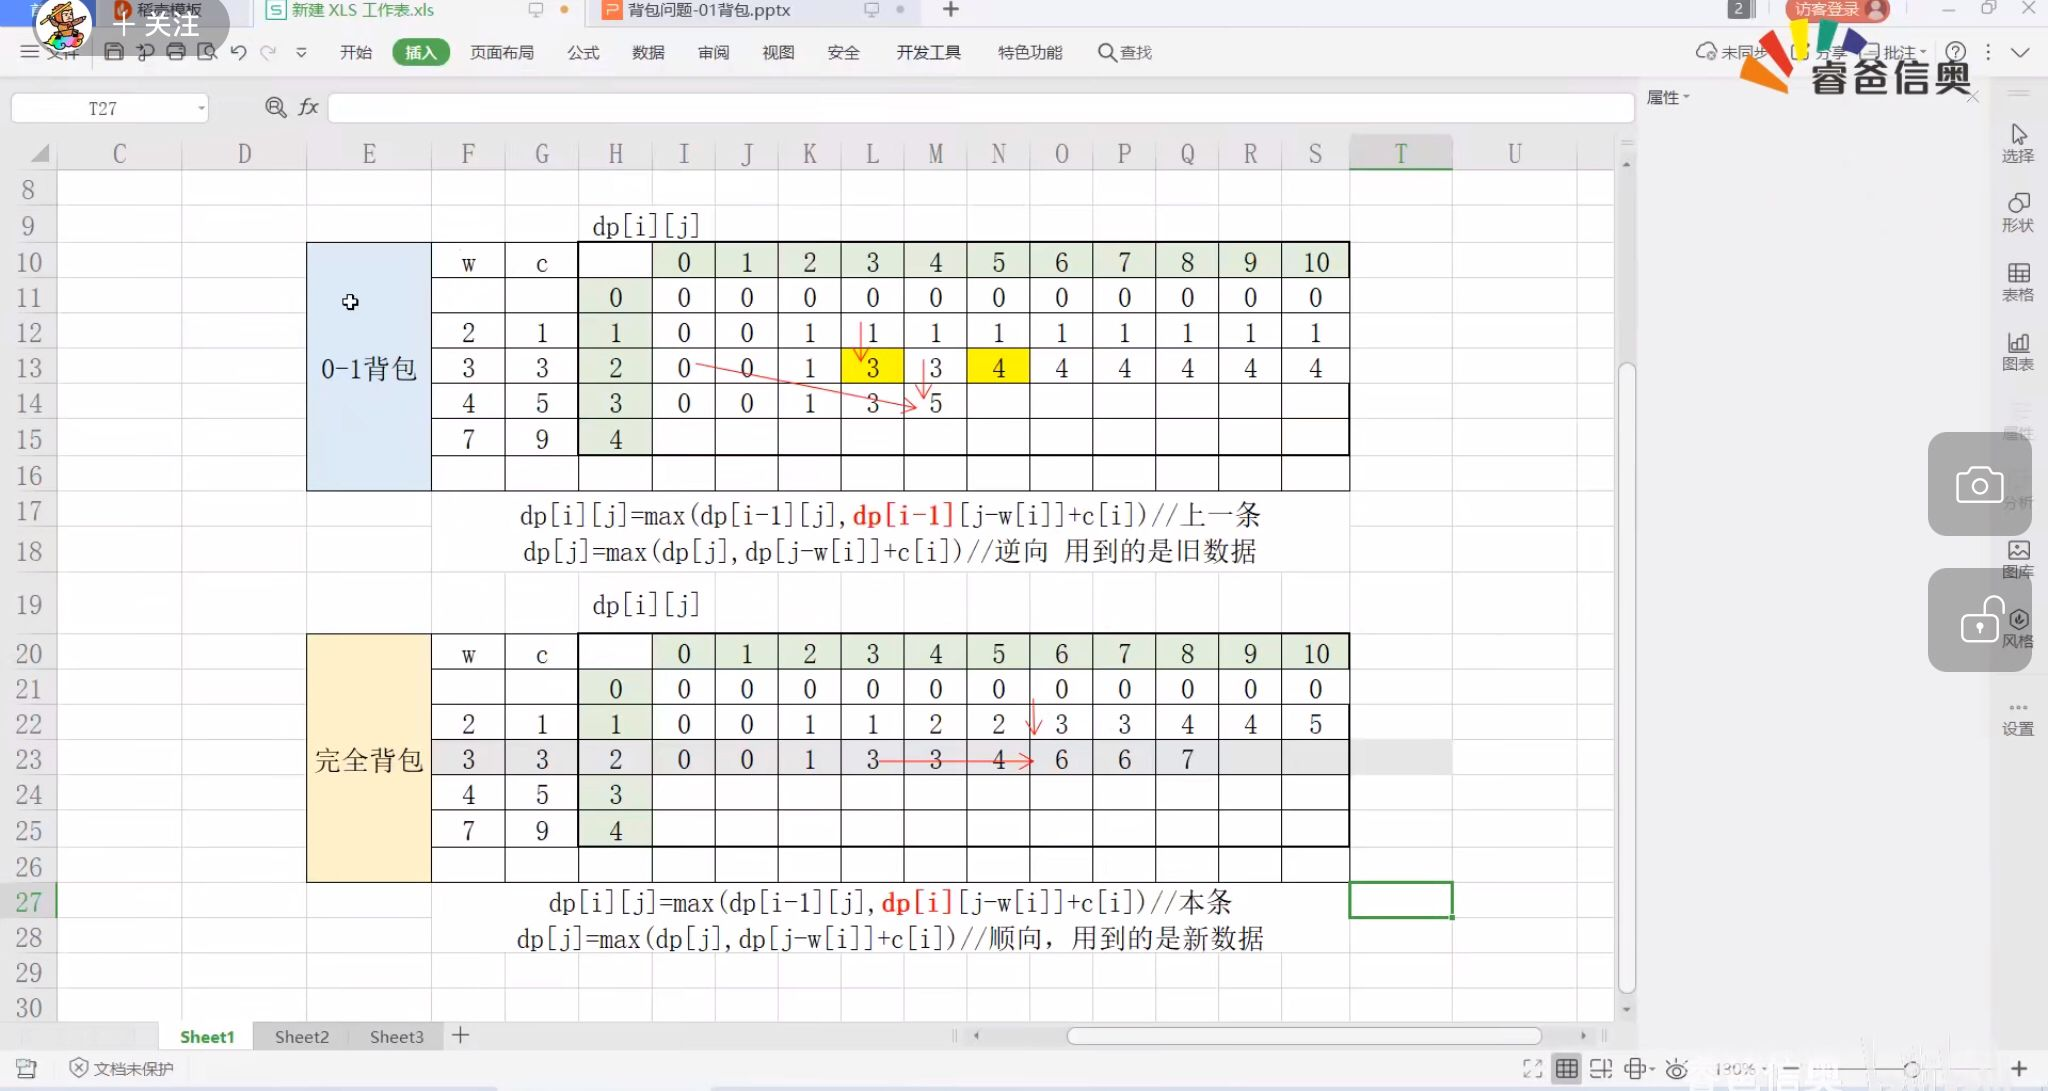 稻壳模板 新建 XLS 工作表.xls 背包问题-01背包.pptx + 2 访客登录
+ 关注
文件 开始 插入 页面布局 公式 数据 审阅 视图 安全 开发工具 特色功能 查找 未同步 分享 批注
睿爸信奥
T27 fx 属性
C D E F G H I J K L M N O P Q R S T U
选择
8
9 dp[i][j]
形状
10 w c 0 1 2 3 4 5 6 7 8 9 10
11 0 0 0 0 0 0 0 0 0 0 0 0
表格
12 2 1 1 0 0 1 1 1 1 1 1 1 1 1
13 0-1背包 3 3 2 0 0 1 3 3 4 4 4 4 4 4
图表
14 4 5 3 0 0 1 3 5
15 7 9 4
属性
16
分析
17 dp[i][j]=max(dp[i-1][j],dp[i-1][j-w[i]]+c[i])//上一条
18 dp[j]=max(dp[j],dp[j-w[i]]+c[i])//逆向 用到的是旧数据
图库
19 dp[i][j]
风格
20 w c 0 1 2 3 4 5 6 7 8 9 10
21 0 0 0 0 0 0 0 0 0 0 0 0
22 2 1 1 0 0 1 1 2 2 3 3 4 4 5
设置
23 完全背包 3 3 2 0 0 1 3 3 4 6 6 7
24 4 5 3
25 7 9 4
26
27 dp[i][j]=max(dp[i-1][j],dp[i][j-w[i]]+c[i])//本条
28 dp[j]=max(dp[j],dp[j-w[i]]+c[i])//顺向，用到的是新数据
29
30
Sheet1 Sheet2 Sheet3 +
文档未保护 130% +
睿爸信奥